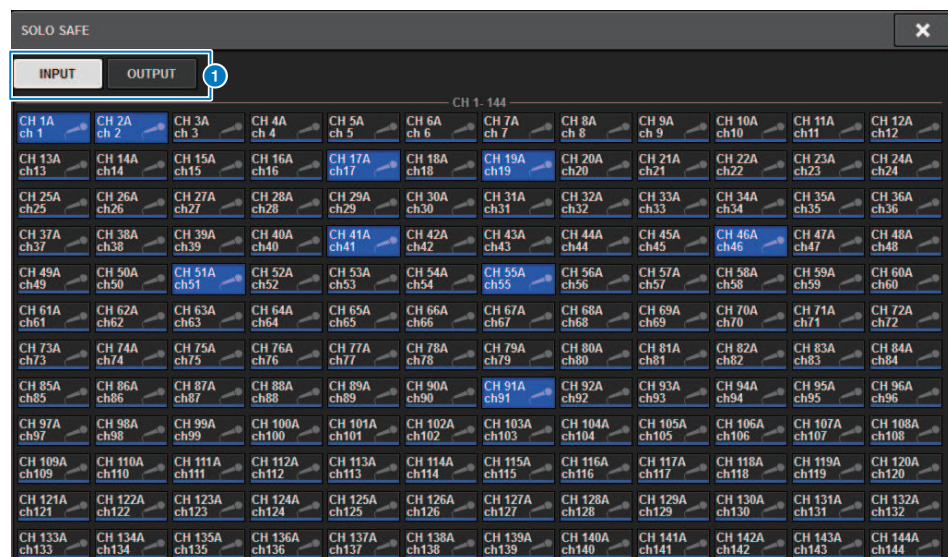 SOLO SAFE
INPUT OUTPUT 1
CH 1- 144
CH 1A CH 2A CH 3A CH 4A CH 5A CH 6A CH 7A CH 8A CH 9A CH 10A CH 11A CH 12A
ch 1 ch 2 ch 3 ch 4 ch 5 ch 6 ch 7 ch 8 ch 9 ch10 ch11 ch12
CH 13A CH 14A CH 15A CH 16A CH 17A CH 18A CH 19A CH 20A CH 21A CH 22A CH 23A CH 24A
ch13 ch14 ch15 ch16 ch17 ch18 ch19 ch20 ch21 ch22 ch23 ch24
CH 25A CH 26A CH 27A CH 28A CH 29A CH 30A CH 31A CH 32A CH 33A CH 34A CH 35A CH 36A
ch25 ch26 ch27 ch28 ch29 ch30 ch31 ch32 ch33 ch34 ch35 ch36
CH 37A CH 38A CH 39A CH 40A CH 41A CH 42A CH 43A CH 44A CH 45A CH 46A CH 47A CH 48A
ch37 ch38 ch39 ch40 ch41 ch42 ch43 ch44 ch45 ch46 ch47 ch48
CH 49A CH 50A CH 51A CH 52A CH 53A CH 54A CH 55A CH 56A CH 57A CH 58A CH 59A CH 60A
ch49 ch50 ch51 ch52 ch53 ch54 ch55 ch56 ch57 ch58 ch59 ch60
CH 61A CH 62A CH 63A CH 64A CH 65A CH 66A CH 67A CH 68A CH 69A CH 70A CH 71A CH 72A
ch61 ch62 ch63 ch64 ch65 ch66 ch67 ch68 ch69 ch70 ch71 ch72
CH 73A CH 74A CH 75A CH 76A CH 77A CH 78A CH 79A CH 80A CH 81A CH 82A CH 83A CH 84A
ch73 ch74 ch75 ch76 ch77 ch78 ch79 ch80 ch81 ch82 ch83 ch84
CH 85A CH 86A CH 87A CH 88A CH 89A CH 90A CH 91A CH 92A CH 93A CH 94A CH 95A CH 96A
ch85 ch86 ch87 ch88 ch89 ch90 ch91 ch92 ch93 ch94 ch95 ch96
CH 97A CH 98A CH 99A CH 100A CH 101A CH 102A CH 103A CH 104A CH 105A CH 106A CH 107A CH 108A
ch97 ch98 ch99 ch100 ch101 ch102 ch103 ch104 ch105 ch106 ch107 ch108
CH 109A CH 110A CH 111A CH 112A CH 113A CH 114A CH 115A CH 116A CH 117A CH 118A CH 119A CH 120A
ch109 ch110 ch111 ch112 ch113 ch114 ch115 ch116 ch117 ch118 ch119 ch120
CH 121A CH 122A CH 123A CH 124A CH 125A CH 126A CH 127A CH 128A CH 129A CH 130A CH 131A CH 132A
ch121 ch122 ch123 ch124 ch125 ch126 ch127 ch128 ch129 ch130 ch131 ch132
CH 133A CH 134A CH 135A CH 136A CH 137A CH 138A CH 139A CH 140A CH 141A CH 142A CH 143A CH 144A
ch133 ch134 ch135 ch136 ch137 ch138 ch139 ch140 ch141 ch142 ch143 ch144